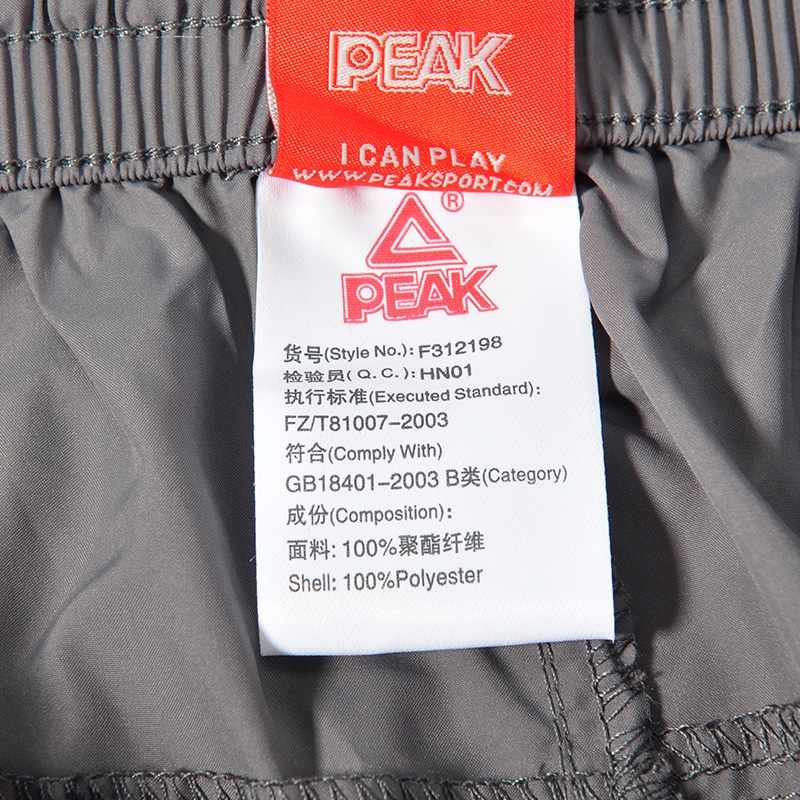 PEAK
I CAN PLAY
WWW.PEAKSPORT.COM
®
PEAK
货号(Style No.): F312198
检验员(Q.C.): HN01
执行标准(Executed Standard):
FZ/T81007-2003
符合(Comply With)
GB18401-2003 B类(Category)
成份(Composition):
面料: 100%聚酯纤维
Shell: 100%Polyester